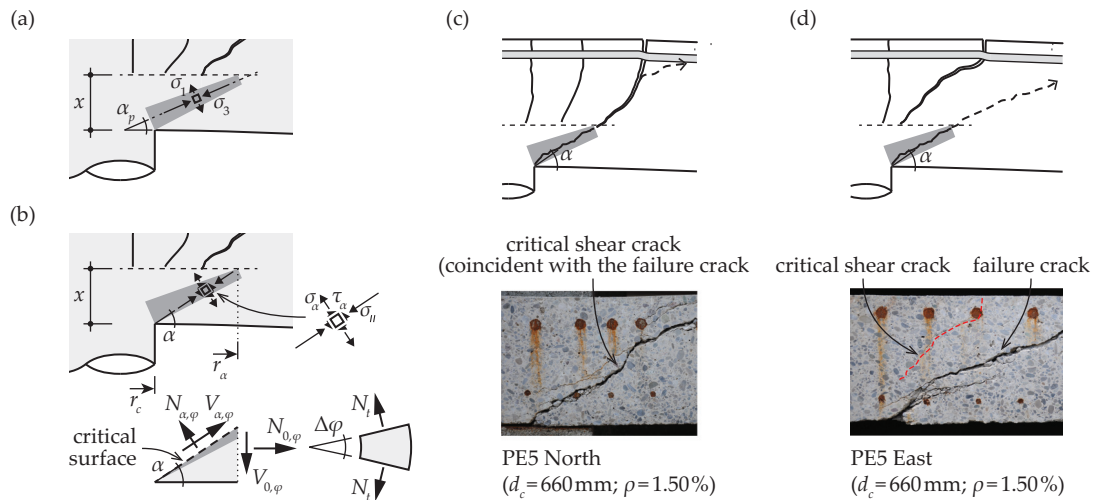 (a)
x
α_p
σ_1
σ_3
(b)
x
α
σ_α
τ_α
σ_II
r_α
r_c
N_α,φ
V_α,φ
critical
surface
α
N_0,φ
V_0,φ
Δφ
N_t
N_t
(c)
α
critical shear crack
(coincident with the failure crack
PE5 North
(d_c = 660 mm; ρ = 1.50%)
(d)
α
critical shear crack
failure crack
PE5 East
(d_c = 660 mm; ρ = 1.50%)